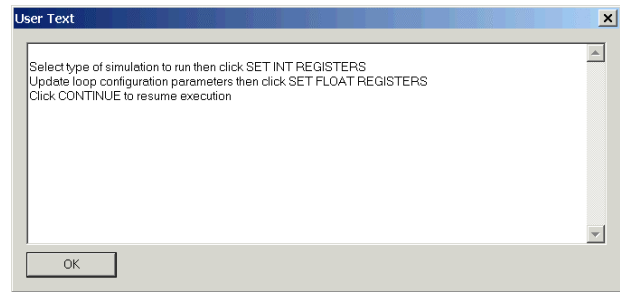 User Text
Select type of simulation to run then click SET INT REGISTERS
Update loop configuration parameters then click SET FLOAT REGISTERS
Click CONTINUE to resume execution
OK